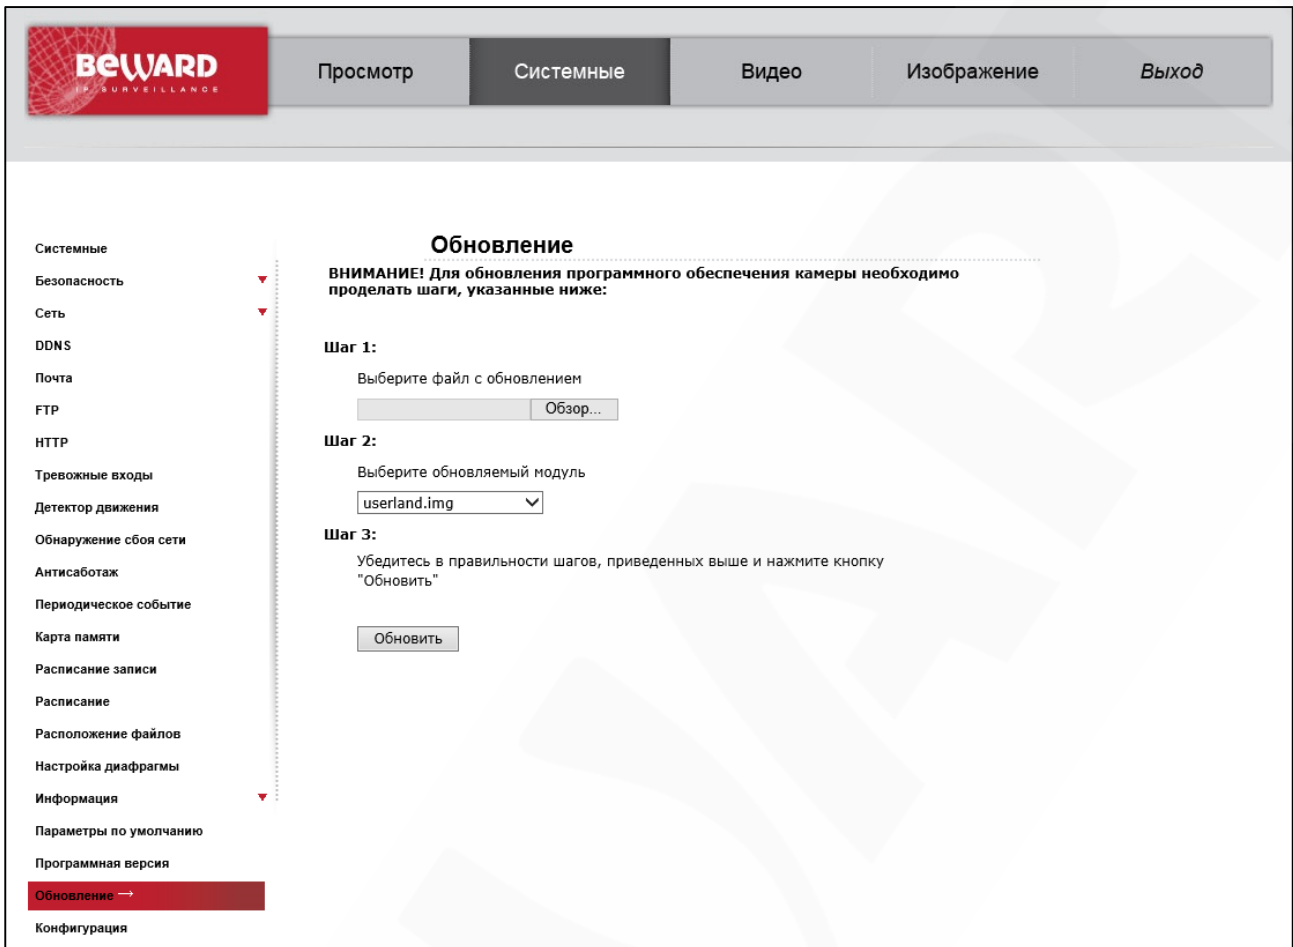 BEWARD
IP SURVEILLANCE
Просмотр
Системные
Видео
Изображение
Выход
Системные
Безопасность
Сеть
DDNS
Почта
FTP
HTTP
Тревожные входы
Детектор движения
Обнаружение сбоя сети
Антисаботаж
Периодическое событие
Карта памяти
Расписание записи
Расписание
Расположение файлов
Настройка диафрагмы
Информация
Параметры по умолчанию
Программная версия
Обновление →
Конфигурация
Обновление
ВНИМАНИЕ! Для обновления программного обеспечения камеры необходимо
проделать шаги, указанные ниже:
Шаг 1:
Выберите файл с обновлением
Обзор...
Шаг 2:
Выберите обновляемый модуль
userland.img
Шаг 3:
Убедитесь в правильности шагов, приведенных выше и нажмите кнопку
"Обновить"
Обновить